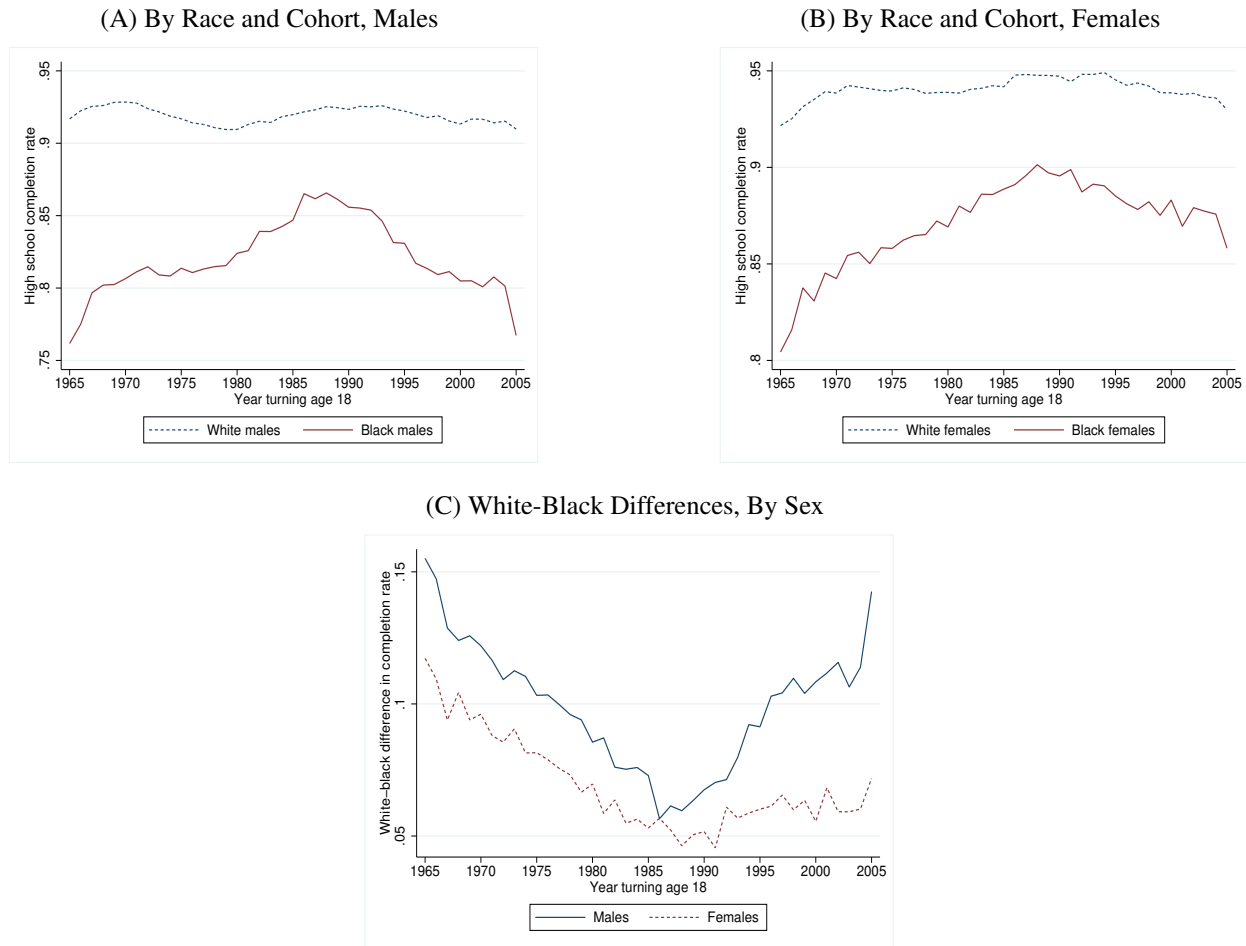 (A) By Race and Cohort, Males
High school completion rate
.95
.9
.85
.8
.75
1965 1970 1975 1980 1985 1990 1995 2000 2005
Year turning age 18
White males Black males
(B) By Race and Cohort, Females
High school completion rate
.95
.9
.85
.8
1965 1970 1975 1980 1985 1990 1995 2000 2005
Year turning age 18
White females Black females
(C) White-Black Differences, By Sex
White–black difference in completion rate
.15
.1
.05
1965 1970 1975 1980 1985 1990 1995 2000 2005
Year turning age 18
Males Females